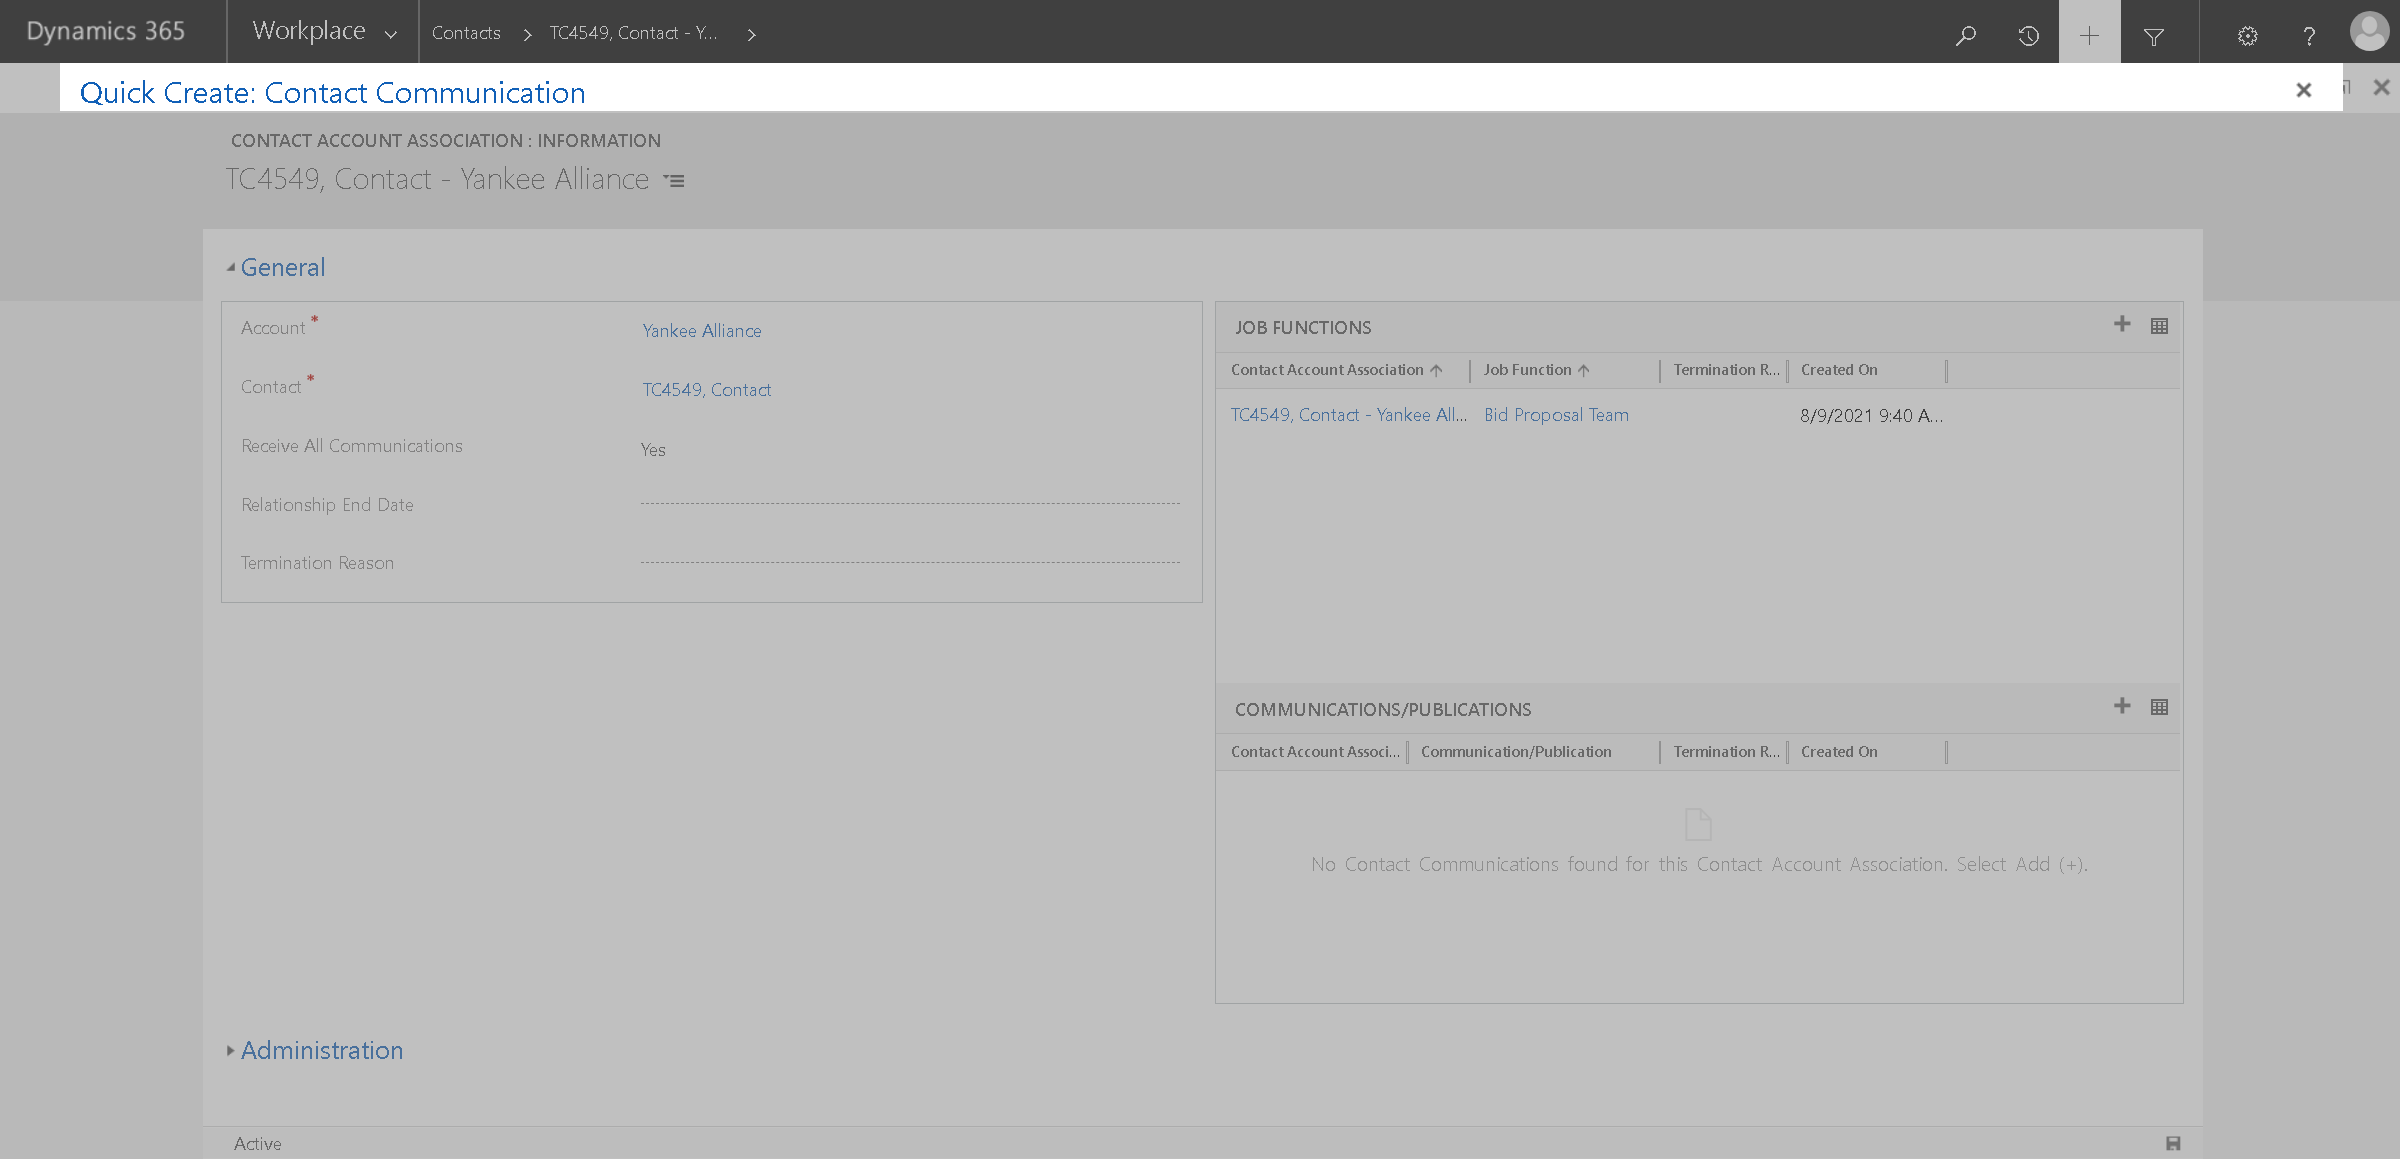 Dynamics 365
Workplace
Contacts
TC4549, Contact - Y...
Quick Create: Contact Communication
CONTACT ACCOUNT ASSOCIATION : INFORMATION
TC4549, Contact - Yankee Alliance
General
Account *
Yankee Alliance
Contact *
TC4549, Contact
Receive All Communications
Yes
Relationship End Date
Termination Reason
JOB FUNCTIONS
Contact Account Association
Job Function
Termination R...
Created On
TC4549, Contact - Yankee All...
Bid Proposal Team
8/9/2021 9:40 A...
COMMUNICATIONS/PUBLICATIONS
Contact Account Associ...
Communication/Publication
Termination R...
Created On
No Contact Communications found for this Contact Account Association. Select Add (+).
Administration
Active